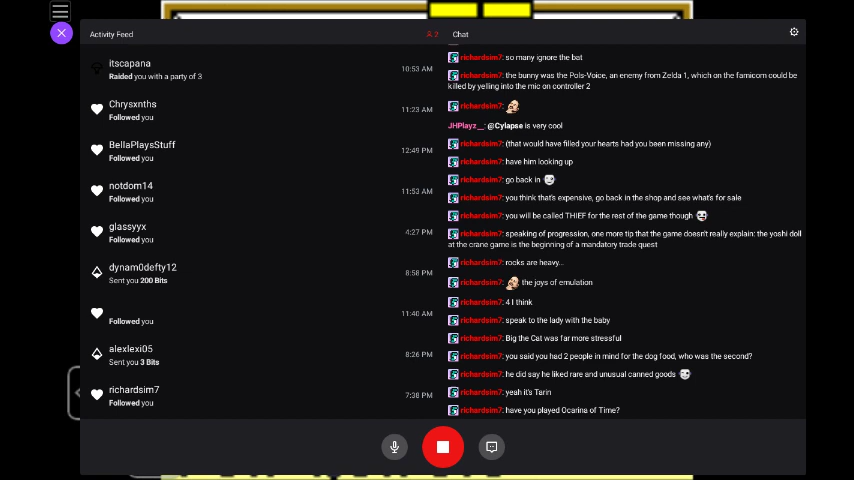 Activity Feed
2
Chat
itscapana
Raided you with a party of 3
10:53 AM
Chrysxnths
Followed you
11:23 AM
BellaPlaysStuff
Followed you
12:49 PM
notdom14
Followed you
11:53 AM
glassyyx
Followed you
4:27 PM
dynam0defty12
Sent you 200 Bits
8:58 PM
Followed you
11:40 AM
alexlexi05
Sent you 3 Bits
8:26 PM
richardsim7
Followed you
7:38 PM
richardsim7: so many ignore the bat
richardsim7: the bunny was the Pols-Voice, an enemy from Zelda 1, which on the famicom could be
killed by yelling into the mic on controller 2
richardsim7:
JHPlayz__: @Cylapse is very cool
richardsim7: (that would have filled your hearts had you been missing any)
richardsim7: have him looking up
richardsim7: go back in
richardsim7: you think that's expensive, go back in the shop and see what's for sale
richardsim7: you will be called THIEF for the rest of the game though
richardsim7: speaking of progression, one more tip that the game doesn't really explain: the yoshi doll
at the crane game is the beginning of a mandatory trade quest
richardsim7: rocks are heavy...
richardsim7: the joys of emulation
richardsim7: 4 I think
richardsim7: speak to the lady with the baby
richardsim7: Big the Cat was far more stressful
richardsim7: you said you had 2 people in mind for the dog food, who was the second?
richardsim7: he did say he liked rare and unusual canned goods
richardsim7: yeah it's Tarin
richardsim7: have you played Ocarina of Time?